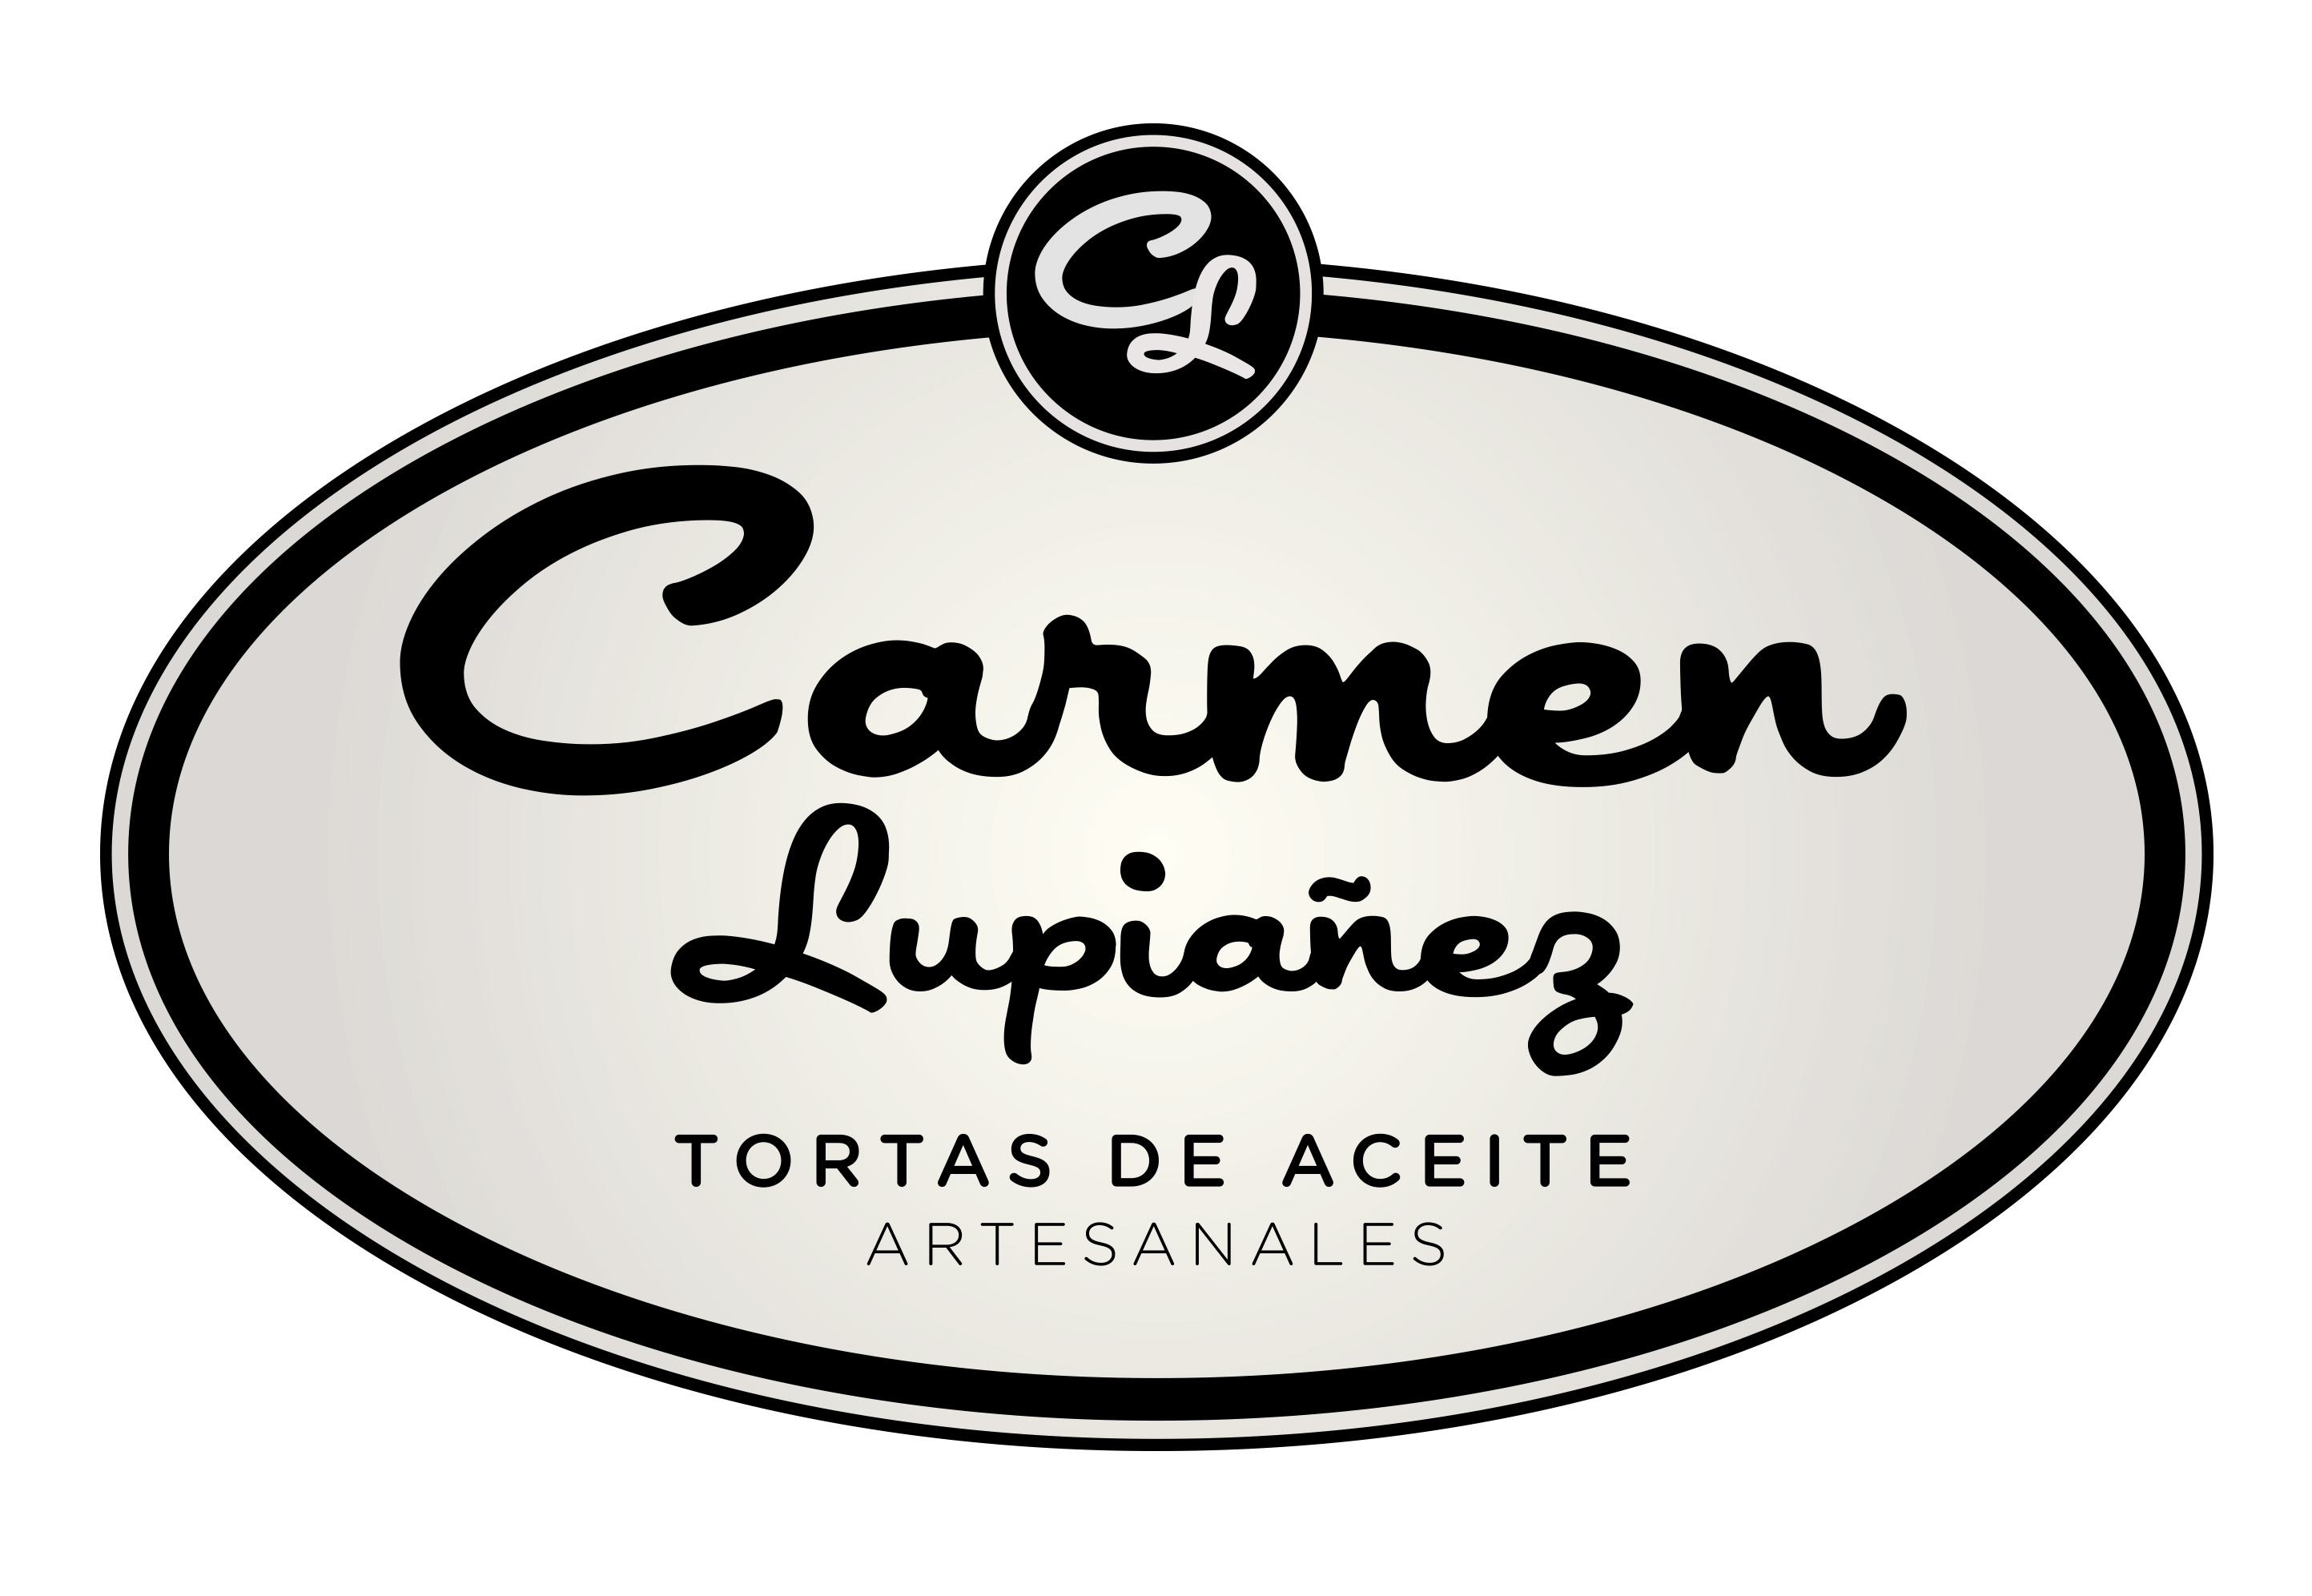 CL
Carmen
Lupiañez
TORTAS DE ACEITE
ARTESANALES